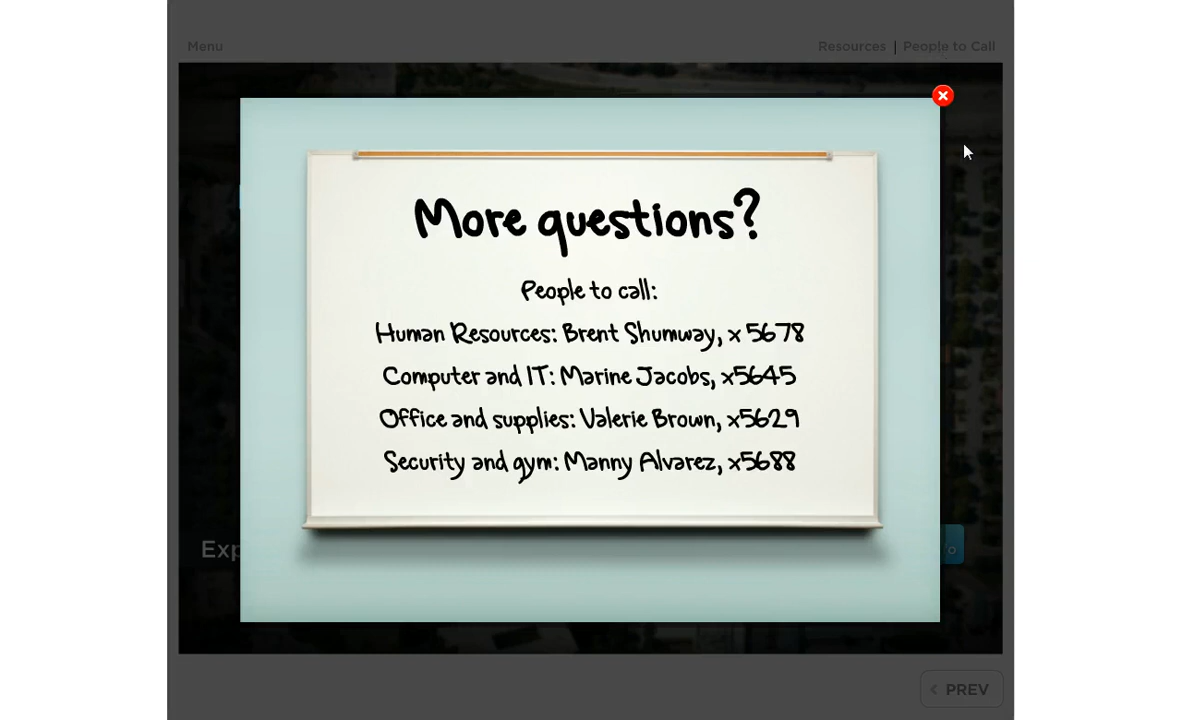 Menu
Resources | People to Call
More questions?
People to call:
Human Resources: Brent Shumway, x 5678
Computer and IT: Marine Jacobs, x5645
Office and supplies: Valerie Brown, x5629
Security and gym: Manny Alvarez, x5688
PREV